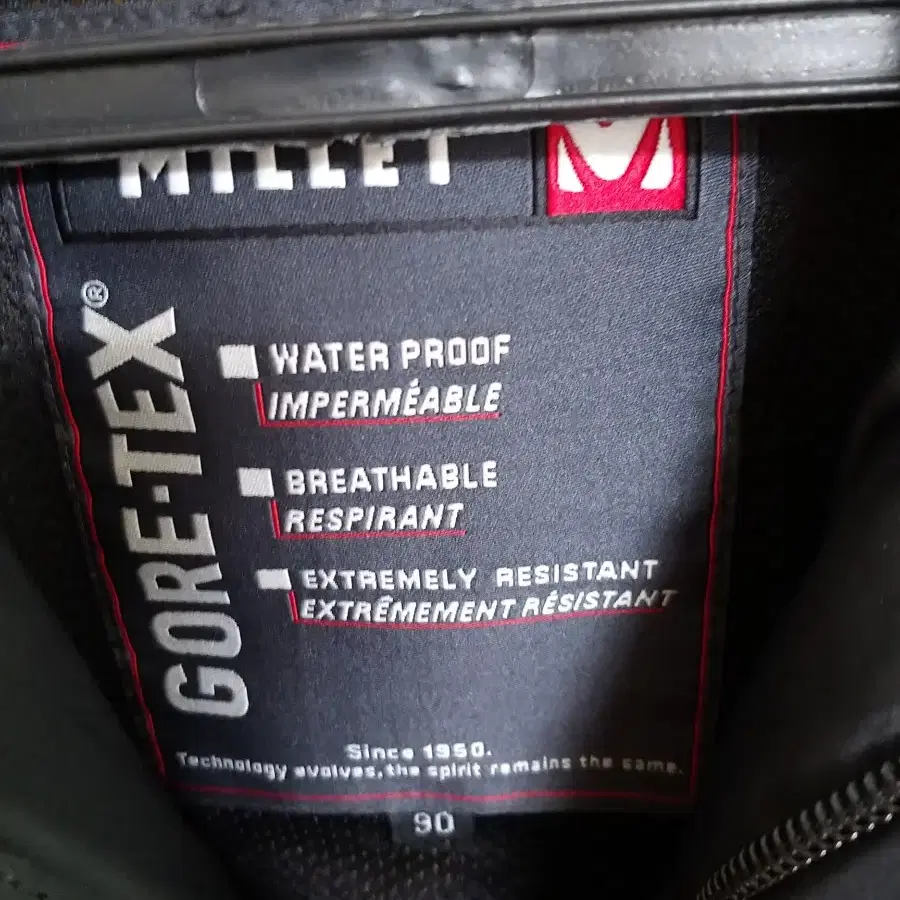 MILLET
GORE-TEX®
WATER PROOF
IMPERMÉABLE
BREATHABLE
RESPIRANT
EXTREMELY RESISTANT
EXTRÊMEMENT RÉSISTANT
Since 1950.
Technology evolves, the spirit remains the same.
90